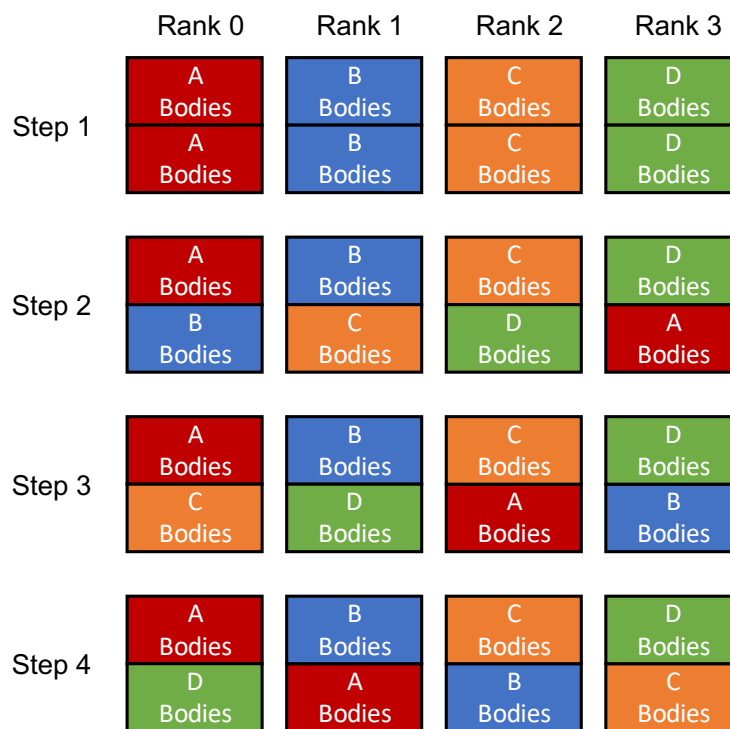 Rank 0 Rank 1 Rank 2 Rank 3
Step 1
A Bodies B Bodies C Bodies D Bodies
A Bodies B Bodies C Bodies D Bodies
Step 2
A Bodies B Bodies C Bodies D Bodies
B Bodies C Bodies D Bodies A Bodies
Step 3
A Bodies B Bodies C Bodies D Bodies
C Bodies D Bodies A Bodies B Bodies
Step 4
A Bodies B Bodies C Bodies D Bodies
D Bodies A Bodies B Bodies C Bodies